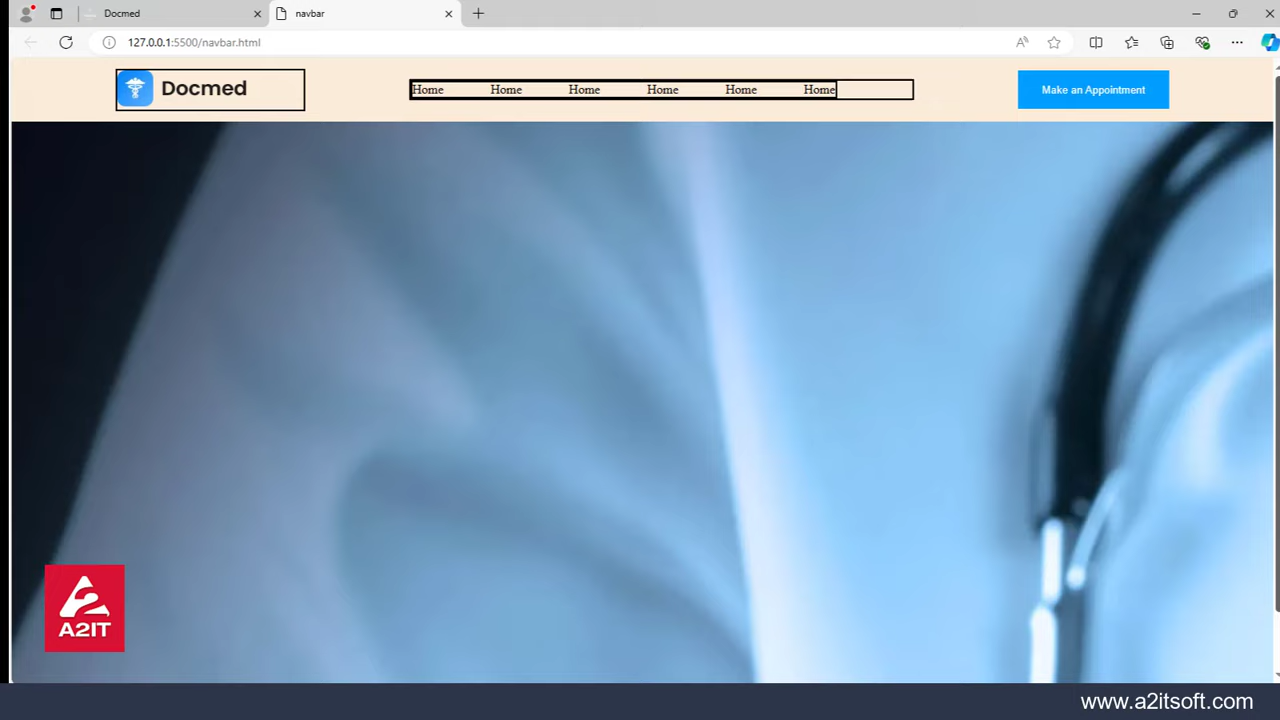 Docmed
navbar
127.0.0.1:5500/navbar.html
Docmed
Home Home Home Home Home Home
Make an Appointment
A2IT
www.a2itsoft.com